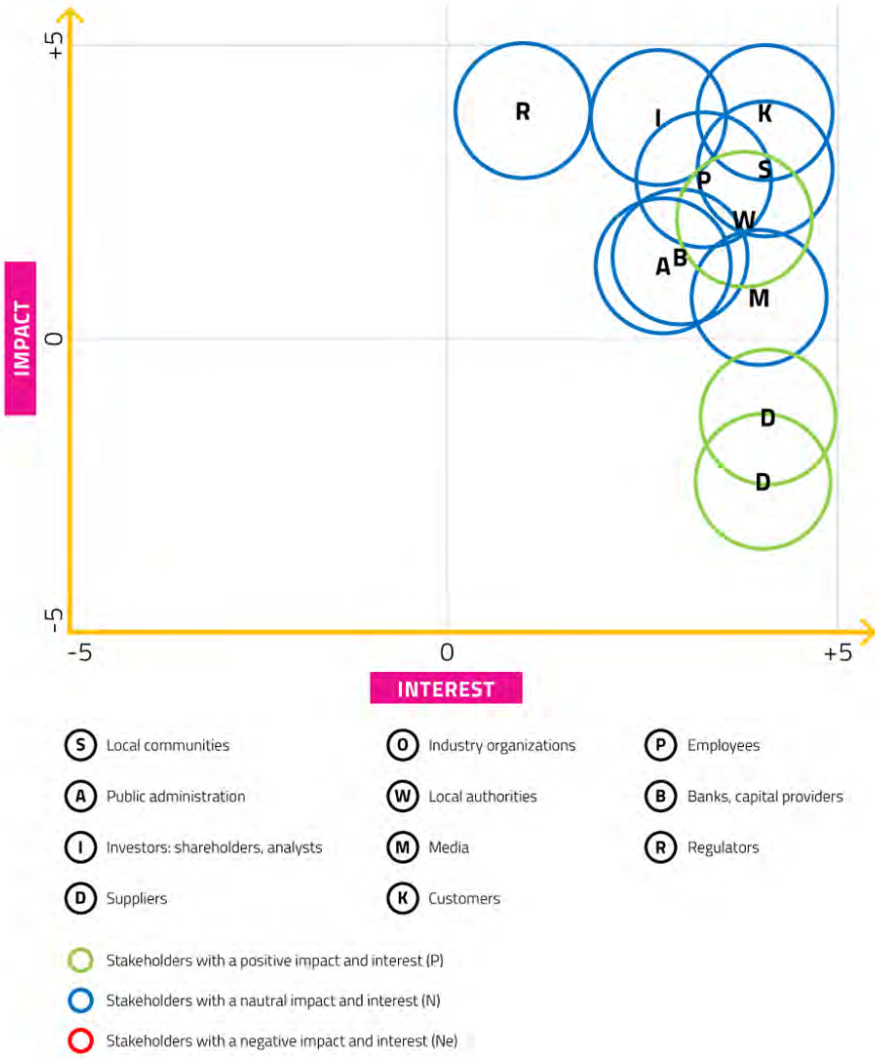 +5
R
I
K
S
P
W
B
A
M
IMPACT
0
D
D
-5
-5
0
+5
INTEREST
S Local communities
O Industry organizations
P Employees
A Public administration
W Local authorities
B Banks, capital providers
I Investors: shareholders, analysts
M Media
R Regulators
D Suppliers
K Customers
Stakeholders with a positive impact and interest (P)
Stakeholders with a nautral impact and interest (N)
Stakeholders with a negative impact and interest (Ne)